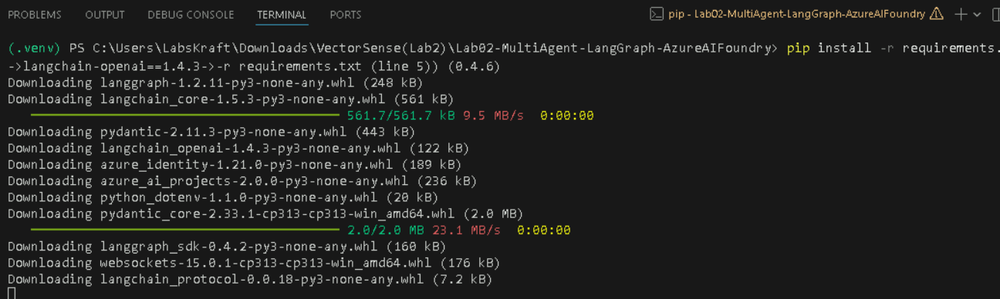 PROBLEMS OUTPUT DEBUG CONSOLE TERMINAL PORTS pip - Lab02-MultiAgent-LangGraph-AzureAIFoundry
(.venv) PS C:\Users\LabsKraft\Downloads\VectorSense(Lab2)\Lab02-MultiAgent-LangGraph-AzureAIFoundry> pip install -r requirements.
->langchain-openai==1.4.3->-r requirements.txt (line 5)) (0.4.6)
Downloading langgraph-1.2.11-py3-none-any.whl (248 kB)
Downloading langchain_core-1.5.3-py3-none-any.whl (561 kB)
561.7/561.7 kB 9.5 MB/s 0:00:00
Downloading pydantic-2.11.3-py3-none-any.whl (443 kB)
Downloading langchain_openai-1.4.3-py3-none-any.whl (122 kB)
Downloading azure_identity-1.21.0-py3-none-any.whl (189 kB)
Downloading azure_ai_projects-2.0.0-py3-none-any.whl (236 kB)
Downloading python_dotenv-1.1.0-py3-none-any.whl (20 kB)
Downloading pydantic_core-2.33.1-cp313-cp313-win_amd64.whl (2.0 MB)
2.0/2.0 MB 23.1 MB/s 0:00:00
Downloading langgraph_sdk-0.4.2-py3-none-any.whl (160 kB)
Downloading websockets-15.0.1-cp313-cp313-win_amd64.whl (176 kB)
Downloading langchain_protocol-0.0.18-py3-none-any.whl (7.2 kB)